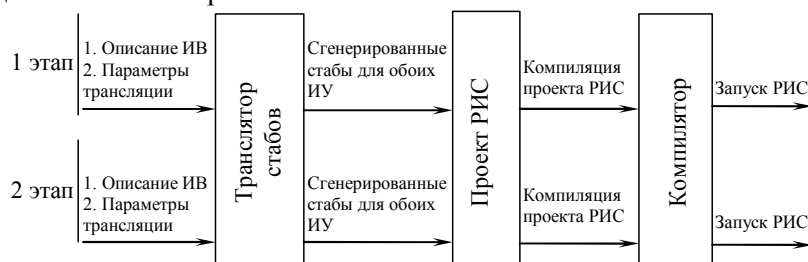 1 этап
1. Описание ИВ
2. Параметры
трансляции
Транслятор
стабов
Сгенерированные
стабы для обоих
ИУ
Проект РИС
Компиляция
проекта РИС
Компилятор
Запуск РИС
2 этап
1. Описание ИВ
2. Параметры
трансляции
Сгенерированные
стабы для обоих
ИУ
Компиляция
проекта РИС
Запуск РИС